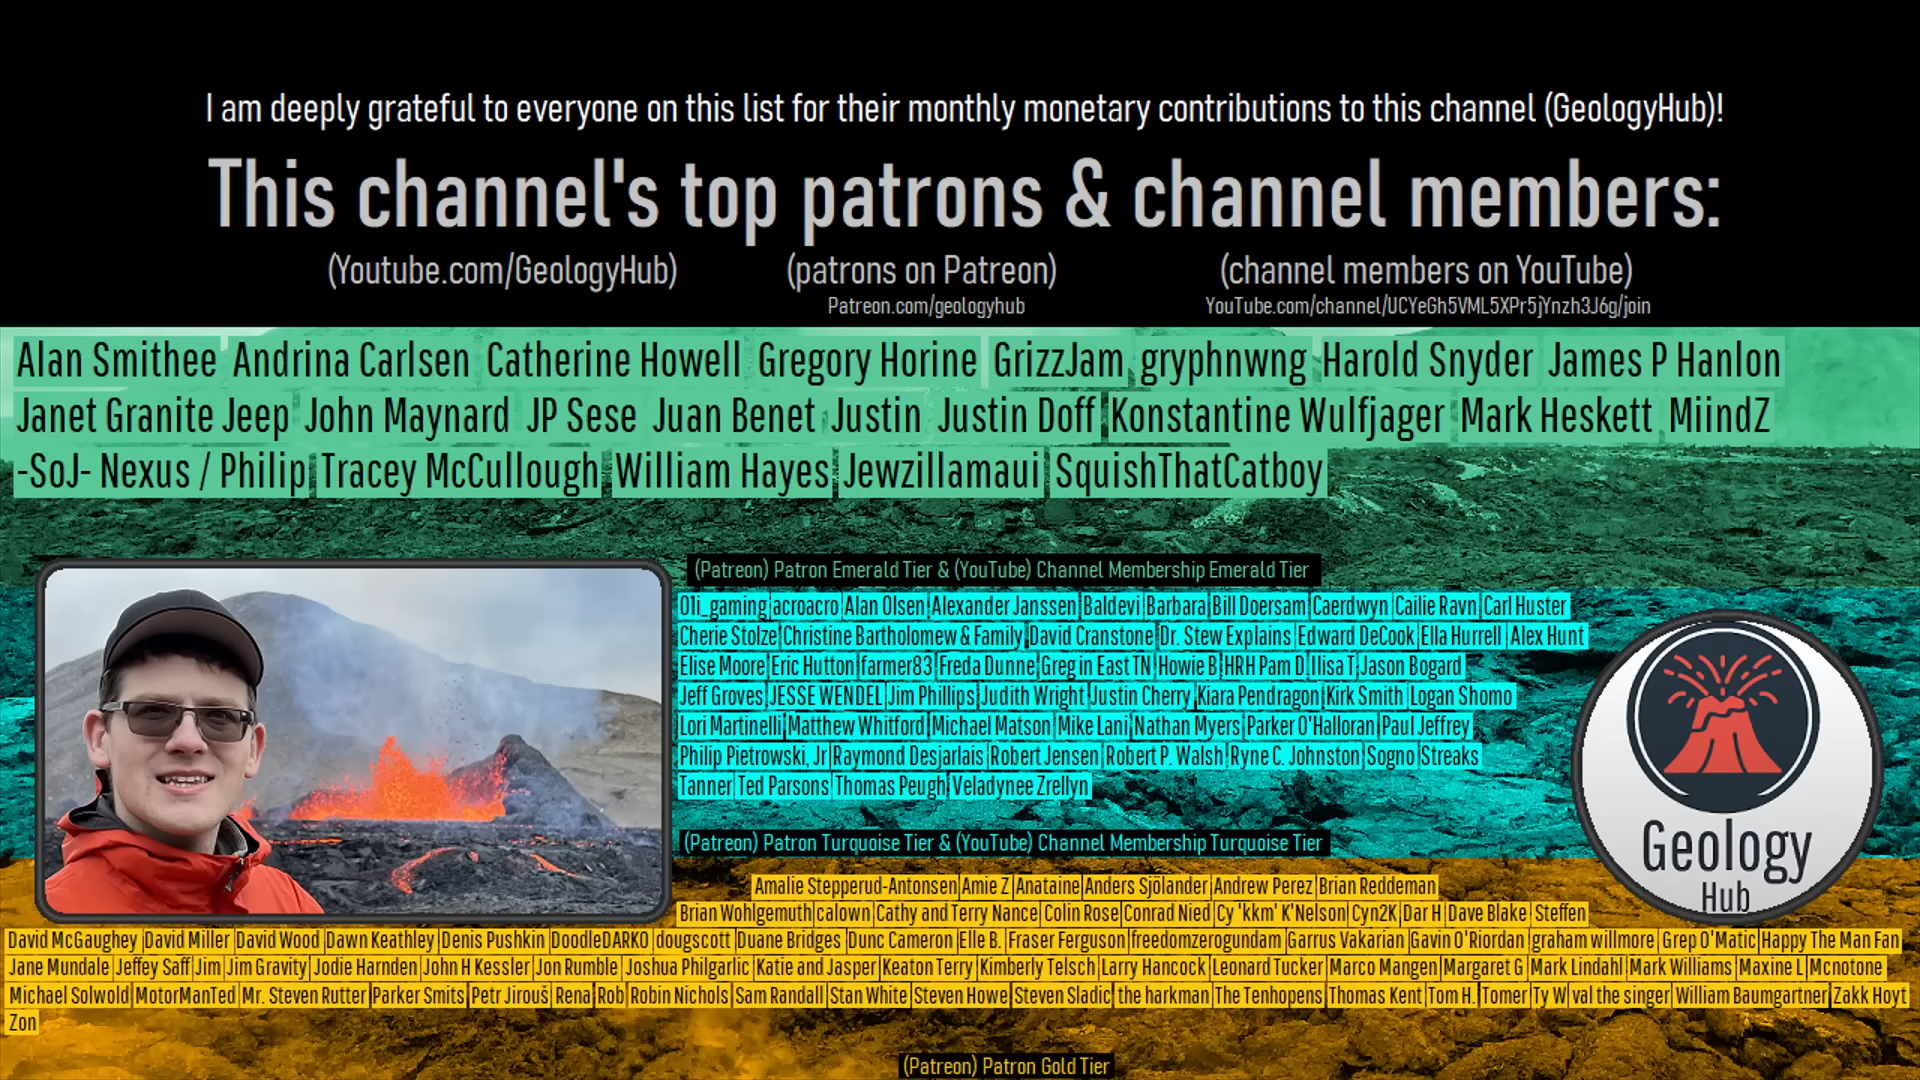 I am deeply grateful to everyone on this list for their monthly monetary contributions to this channel (GeologyHub)!
This channel's top patrons & channel members:
(Youtube.com/GeologyHub) (patrons on Patreon) (channel members on YouTube)
Patreon.com/geologyhub YouTube.com/channel/UCYeGh5VML5XPr5jYnzh3J6g/join
Alan Smithee Andrina Carlsen Catherine Howell Gregory Horine GrizzJam gryphnwng Harold Snyder James P Hanlon
Janet Granite Jeep John Maynard JP Sese Juan Benet Justin Justin Doff Konstantine Wulfjager Mark Heskett MiindZ
-SoJ- Nexus / Philip Tracey McCullough William Hayes Jewzillamaui SquishThatCatboy
(Patreon) Patron Emerald Tier & (YouTube) Channel Membership Emerald Tier
01i_gaming acroacro Alan Olsen Alexander Janssen Baldevi Barbara Bill Doersam Caerdwyn Cailie Ravn Carl Huster
Cherie Stolze Christine Bartholomew & Family David Cranstone Dr. Stew Explains Edward DeCook Ella Hurrell Alex Hunt
Elise Moore Eric Hutton farmer83 Freda Dunne Greg in East TN Howie B HRH Pam D Ilisa T Jason Bogard
Jeff Groves JESSE WENDEL Jim Phillips Judith Wright Justin Cherry Kiara Pendragon Kirk Smith Logan Shomo
Lori Martinelli Matthew Whitford Michael Matson Mike Lani Nathan Myers Parker O'Halloran Paul Jeffrey
Philip Pietrowski, Jr Raymond Desjarlais Robert Jensen Robert P. Walsh Ryne C. Johnston Sogno Streaks
Tanner Ted Parsons Thomas Peugh Veladynee Zrellyn
(Patreon) Patron Turquoise Tier & (YouTube) Channel Membership Turquoise Tier
Geology
Hub
Amalie Stepperud-Antonsen Amie Z Anataine Anders Sjölander Andrew Perez Brian Reddeman
Brian Wohlgemuth calown Cathy and Terry Nance Colin Rose Conrad Nied Cy 'kkm' K'Nelson Cyn2K Dar H Dave Blake Steffen
David McGaughey David Miller David Wood Dawn Keathley Denis Pushkin DoodleDARKO dougscott Duane Bridges Dunc Cameron Elle B. Fraser Ferguson freedomzerogundam Garrus Vakarian Gavin O'Riordan graham willmore Grep O'Matic Happy The Man Fan
Jane Mundale Jeffey Saff Jim Jim Gravity Jodie Harnden John H Kessler Jon Rumble Joshua Philgarlic Katie and Jasper Keaton Terry Kimberly Telsch Larry Hancock Leonard Tucker Marco Mangen Margaret G Mark Lindahl Mark Williams Maxine L Mcnotone
Michael Solwold MotorManTed Mr. Steven Rutter Parker Smits Petr Jirouš Rena Rob Robin Nichols Sam Randall Stan White Steven Howe Steven Sladic the harkman The Tenhopens Thomas Kent Tom H. Tomer Ty W val the singer William Baumgartner Zakk Hoyt
Zon
(Patreon) Patron Gold Tier